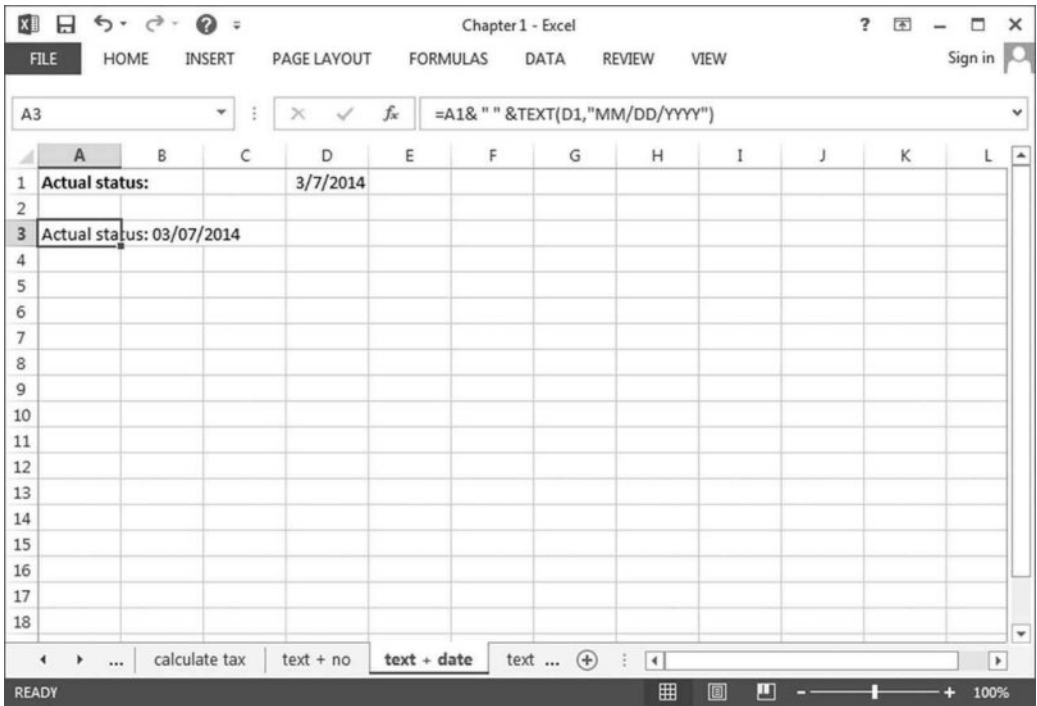 Chapter 1 - Excel
FILE HOME INSERT PAGE LAYOUT FORMULAS DATA REVIEW VIEW Sign in
A3 fx =A1& " " &TEXT(D1,"MM/DD/YYYY")
A B C D E F G H I J K L
1 Actual status: 3/7/2014
2
3 Actual status: 03/07/2014
4
5
6
7
8
9
10
11
12
13
14
15
16
17
18
... calculate tax text + no text + date text ...
READY 100%